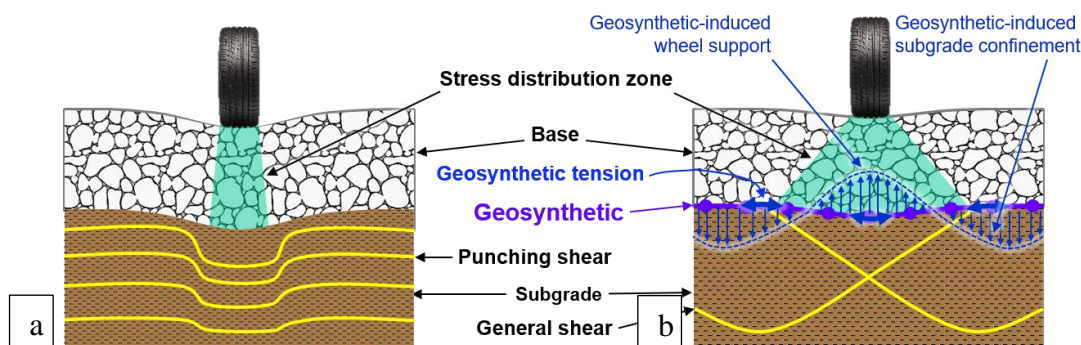 Geosynthetic-induced
wheel support
Geosynthetic-induced
subgrade confinement
Stress distribution zone
Base
Geosynthetic tension
Geosynthetic
Punching shear
Subgrade
General shear
a
b